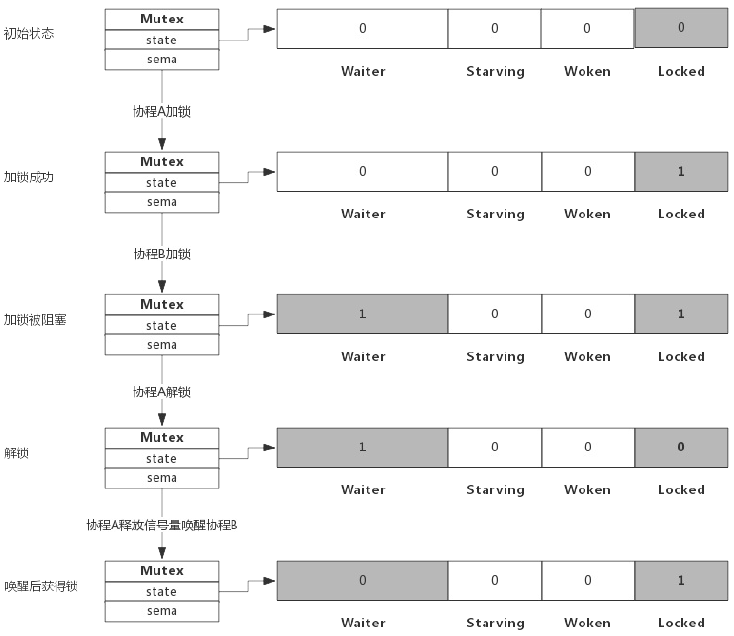 初始状态
Mutex
state
sema
0 0 0 0
Waiter Starving Woken Locked
协程A加锁
加锁成功
Mutex
state
sema
0 0 0 1
Waiter Starving Woken Locked
协程B加锁
加锁被阻塞
Mutex
state
sema
1 0 0 1
Waiter Starving Woken Locked
协程A解锁
解锁
Mutex
state
sema
1 0 0 0
Waiter Starving Woken Locked
协程A释放信号量唤醒协程B
唤醒后获得锁
Mutex
state
sema
0 0 0 1
Waiter Starving Woken Locked